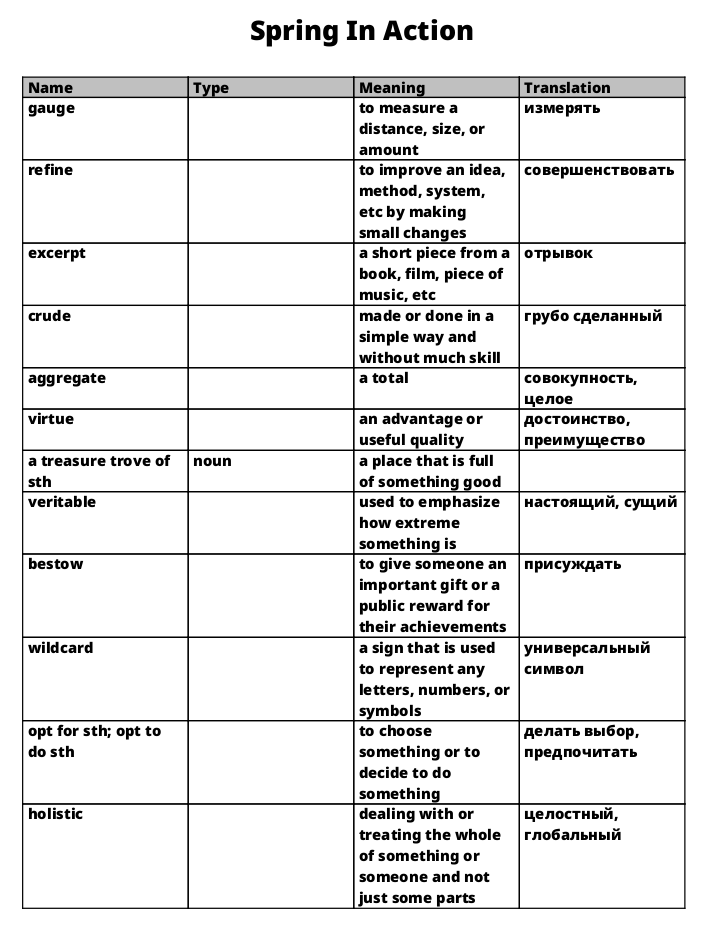 Spring In Action
Name Type Meaning Translation
gauge to measure a измерять
distance, size, or
amount
refine to improve an idea, совершенствовать
method, system,
etc by making
small changes
excerpt a short piece from a отрывок
book, film, piece of
music, etc
crude made or done in a грубо сделанный
simple way and
without much skill
aggregate a total совокупность,
целое
virtue an advantage or достоинство,
useful quality преимущество
a treasure trove of noun a place that is full
sth of something good
veritable used to emphasize настоящий, сущий
how extreme
something is
bestow to give someone an присуждать
important gift or a
public reward for
their achievements
wildcard a sign that is used универсальный
to represent any символ
letters, numbers, or
symbols
opt for sth; opt to to choose делать выбор,
do sth something or to предпочитать
decide to do
something
holistic dealing with or целостный,
treating the whole глобальный
of something or
someone and not
just some parts